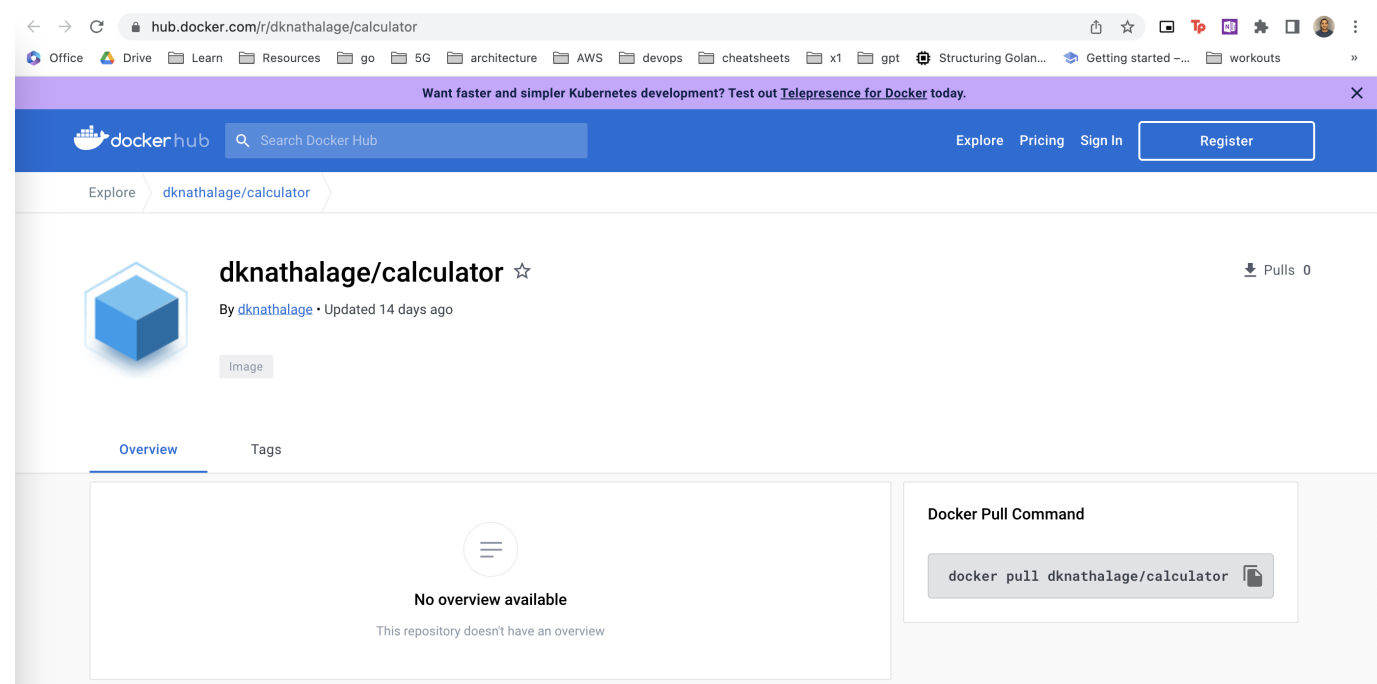 hub.docker.com/r/dknathalage/calculator
Tp
N
Office Drive Learn Resources go 5G architecture AWS devops cheatsheets x1 gpt Structuring Golan... Getting started –... workouts »
Want faster and simpler Kubernetes development? Test out Telepresence for Docker today.
dockerhub Search Docker Hub Explore Pricing Sign In Register
Explore dknathalage/calculator
dknathalage/calculator Pulls 0
By dknathalage • Updated 14 days ago
Image
Overview Tags
Docker Pull Command
docker pull dknathalage/calculator
No overview available
This repository doesn't have an overview